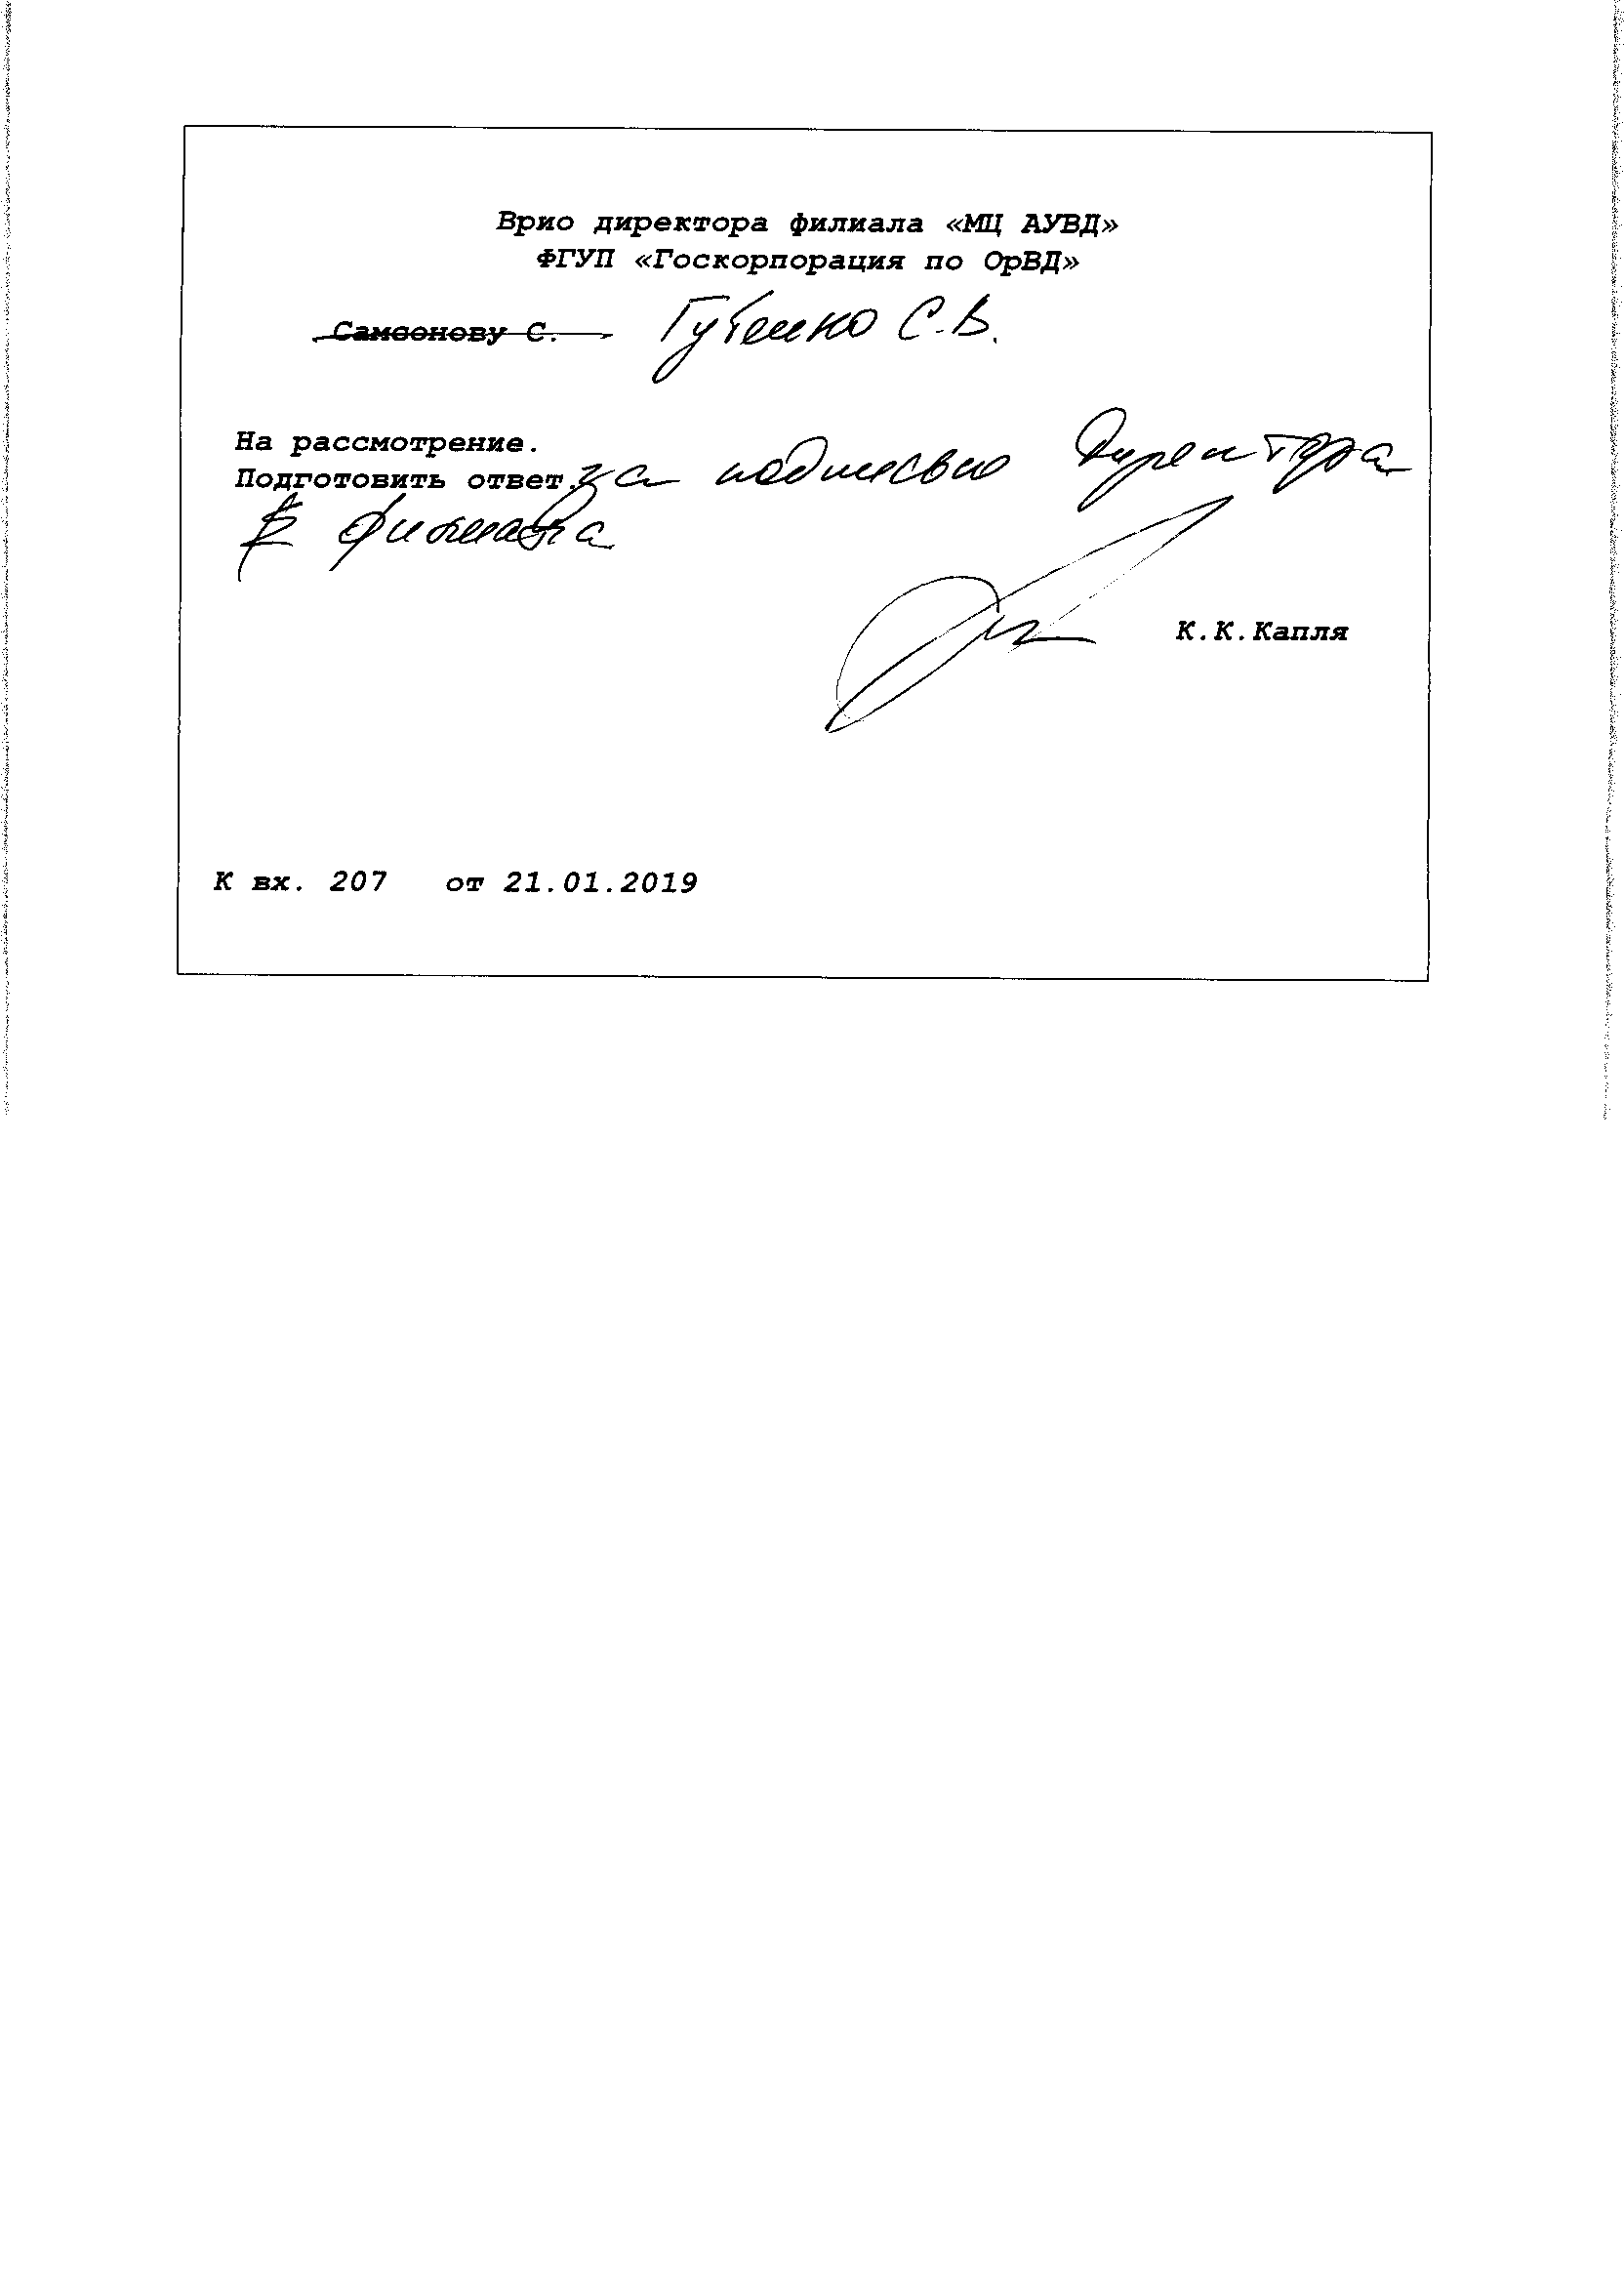 Врио директора филиала «МЦ АУВД»
ФГУП «Госкорпорация по ОрВД»
Самсонову С. Губенко С.В.
На рассмотрение.
Подготовить ответ. за подписью Директора
филиала
К.К.Капля
К вх. 207 от 21.01.2019